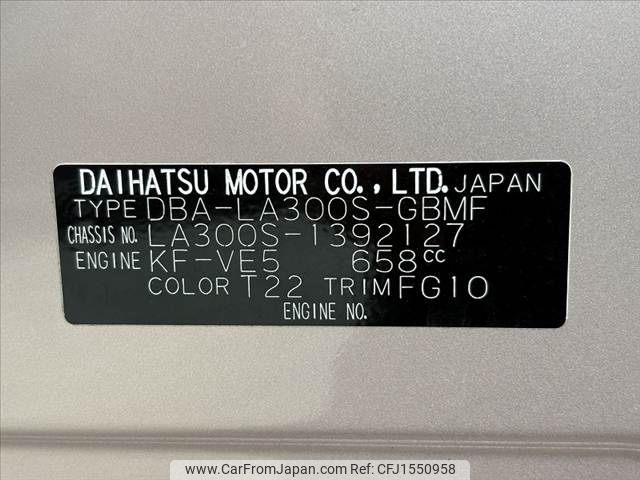 DAIHATSU MOTOR CO., LTD. JAPAN
TYPE DBA-LA300S-GBMF
CHASSIS NO. LA300S-1392127
ENGINE KF-VE5 658cc
COLOR T22 TRIM FG10
ENGINE NO.
www.CarFromJapan.com - ID: CFJ1550958